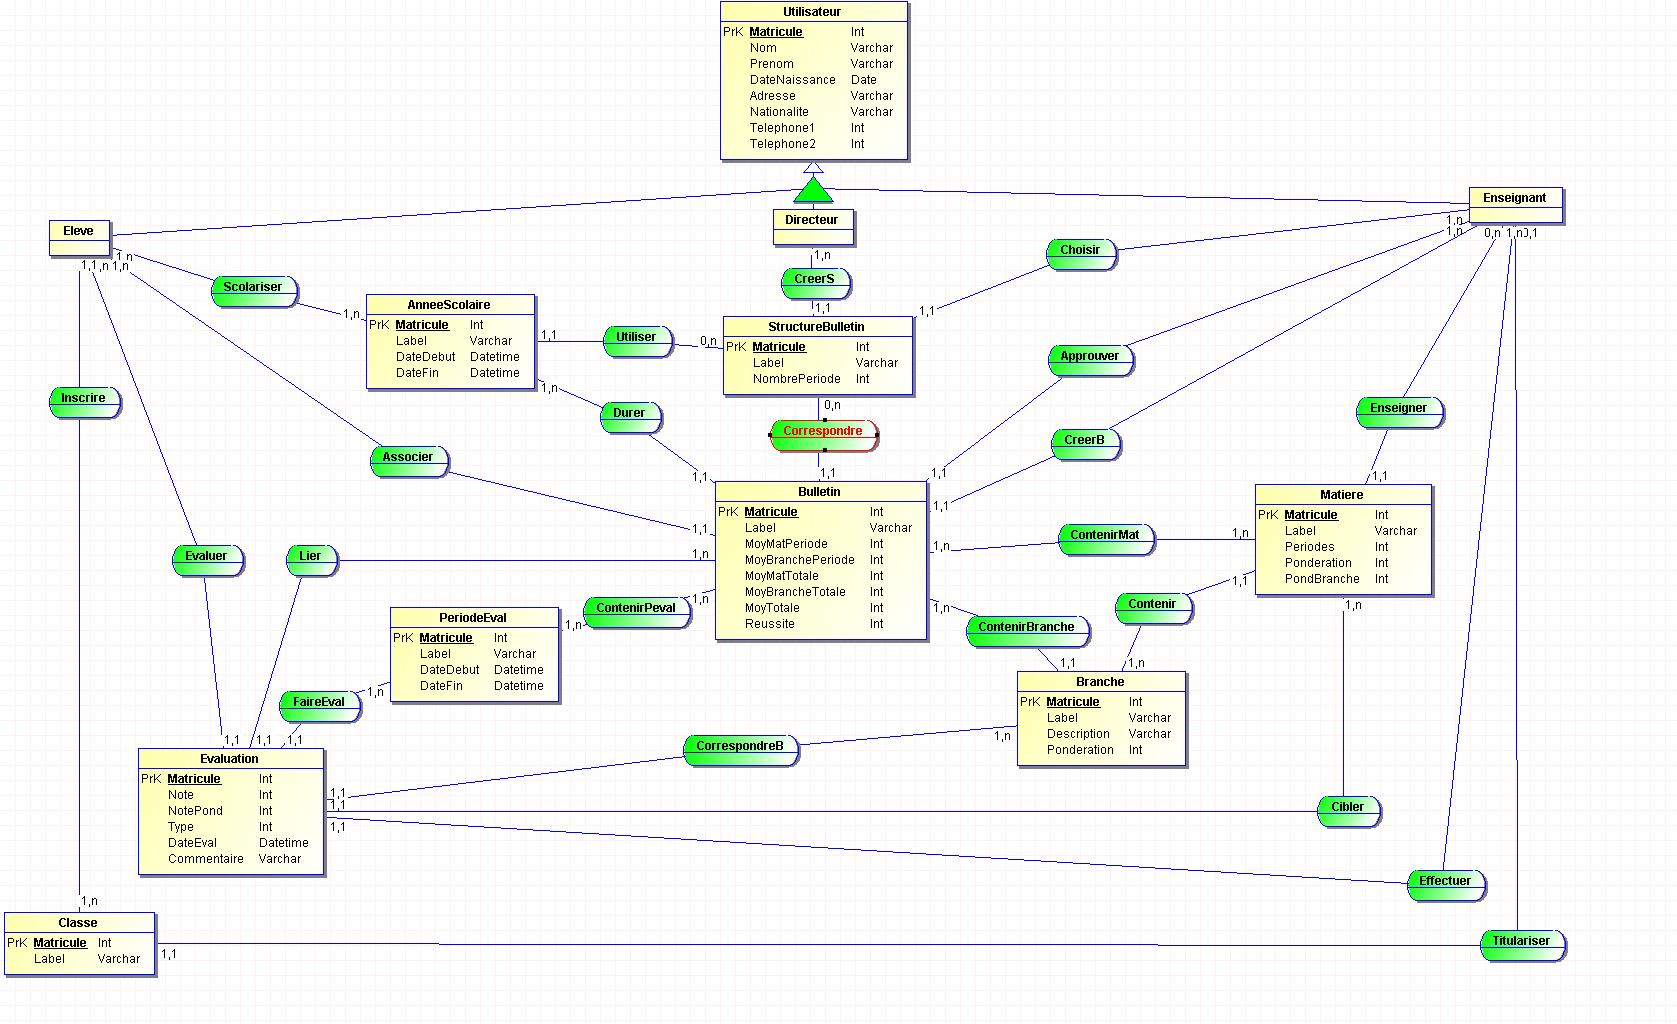 Utilisateur
PrK Matricule Int
Nom Varchar
Prenom Varchar
DateNaissance Date
Adresse Varchar
Nationalite Varchar
Telephone1 Int
Telephone2 Int
Eleve
Directeur
Enseignant
1,n
1,1,n 1,n
1,n
1,n
1,n
0,n 1,n 0,1
Scolariser
CreerS
Choisir
1,n
1,1
1,1
AnneeScolaire
PrK Matricule Int
Label Varchar
DateDebut Datetime
DateFin Datetime
1,1
Utiliser
0,n
StructureBulletin
PrK Matricule Int
Label Varchar
NombrePeriode Int
Approuver
Inscrire
1,n
Durer
0,n
Correspondre
Enseigner
CreerB
Associer
1,1
1,1
1,1
1,1
1,1
1,1
Bulletin
PrK Matricule Int
Label Varchar
MoyMatPeriode Int
MoyBranchePeriode Int
MoyMatTotale Int
MoyBrancheTotale Int
MoyTotale Int
Reussite Int
Matiere
PrK Matricule Int
Label Varchar
Periodes Int
Ponderation Int
PondBranche Int
1,n
ContenirMat
1,n
Evaluer
Lier
1,n
1,1
1,n
ContenirPeval
1,n
1,n
1,n
Contenir
ContenirBranche
PeriodeEval
PrK Matricule Int
Label Varchar
DateDebut Datetime
DateFin Datetime
1,1
1,n
Branche
PrK Matricule Int
Label Varchar
Description Varchar
Ponderation Int
FaireEval
1,n
1,1
1,1
1,1
CorrespondreB
1,n
Evaluation
PrK Matricule Int
Note Int
NotePond Int
Type Int
DateEval Datetime
Commentaire Varchar
1,1
1,1
1,1
Cibler
Effectuer
1,n
Classe
PrK Matricule Int
Label Varchar
1,1
Titulariser